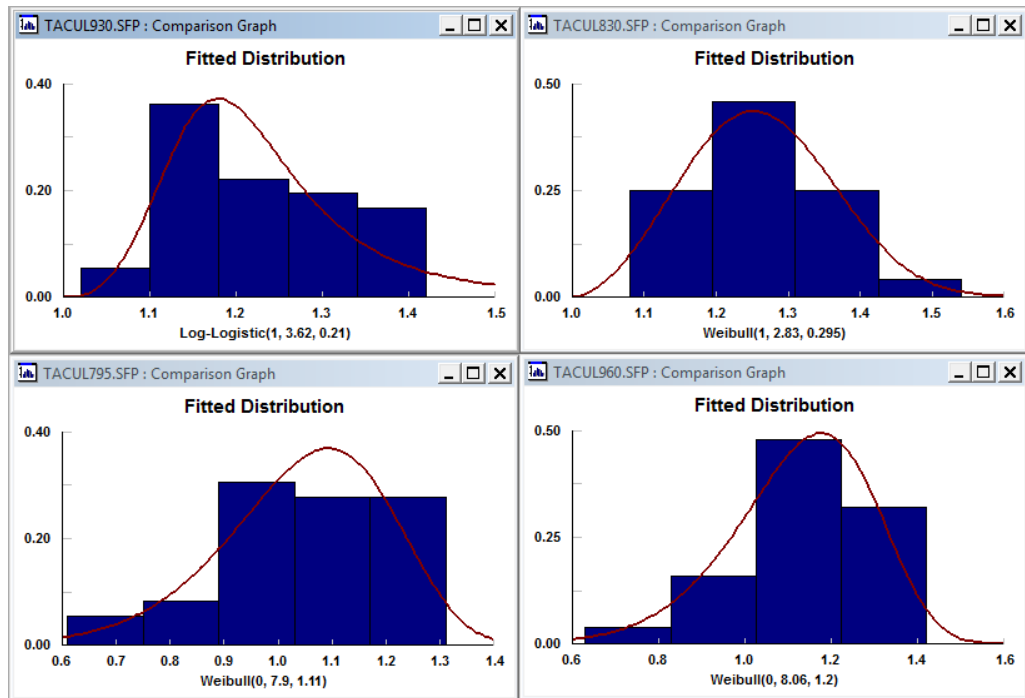 TACUL930.SFP : Comparison Graph
Fitted Distribution
0.40
0.20
0.00
1.0 1.1 1.2 1.3 1.4 1.5
Log-Logistic(1, 3.62, 0.21)
TACUL830.SFP : Comparison Graph
Fitted Distribution
0.50
0.25
0.00
1.0 1.1 1.2 1.3 1.4 1.5 1.6
Weibull(1, 2.83, 0.295)
TACUL795.SFP : Comparison Graph
Fitted Distribution
0.40
0.20
0.00
0.6 0.7 0.8 0.9 1.0 1.1 1.2 1.3 1.4
Weibull(0, 7.9, 1.11)
TACUL960.SFP : Comparison Graph
Fitted Distribution
0.50
0.25
0.00
0.6 0.8 1.0 1.2 1.4 1.6
Weibull(0, 8.06, 1.2)